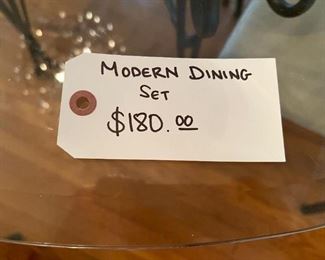 MODERN DINING
SET
$180.00